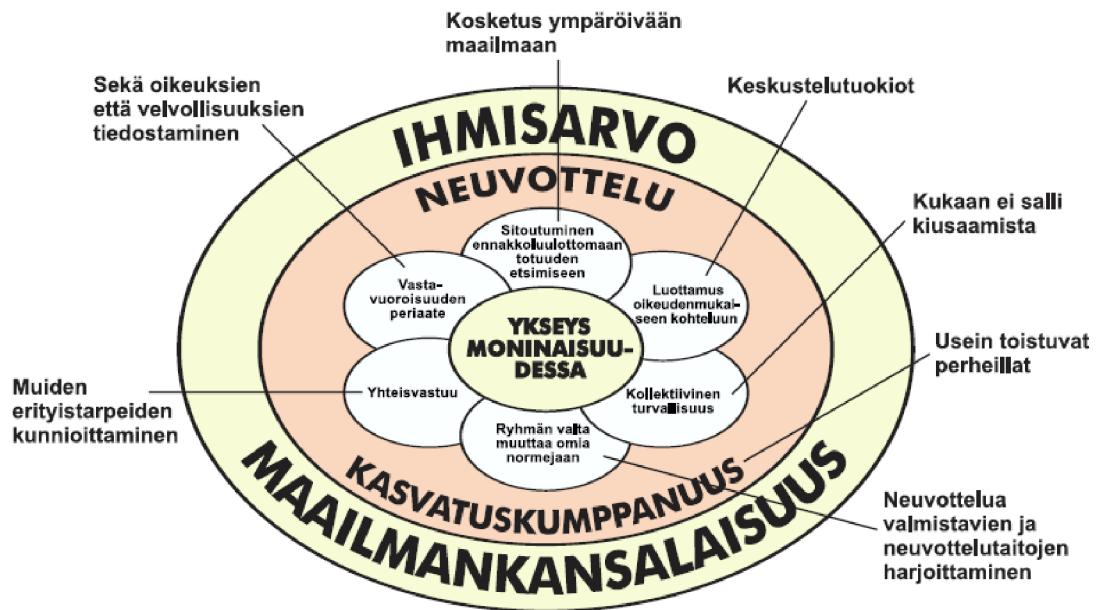 Kosketus ympäröivään
maailmaan
Sekä oikeuksien
että velvollisuuksien
tiedostaminen
Keskustelutuokiot
IHMISARVO
NEUVOTTELU
Kukaan ei salli
kiusaamista
Sitoutuminen
ennakkoluulottomaan
totuuden
etsimiseen
Vasta-
vuoroisuuden
periaate
Luottamus
oikeudenmukai-
seen kohteluun
YKSEYS
MONINAISUU-
DESSA
Usein toistuvat
perheillat
Muiden
erityistarpeiden
kunnioittaminen
Yhteisvastuu
Kollektiivinen
turvallisuus
Ryhmän valta
muuttaa omia
normejaan
KASVATUSKUMPPANUUS
MAAILMANKANSALAISUUS
Neuvottelua
valmistavien ja
neuvottelutaitojen
harjoittaminen